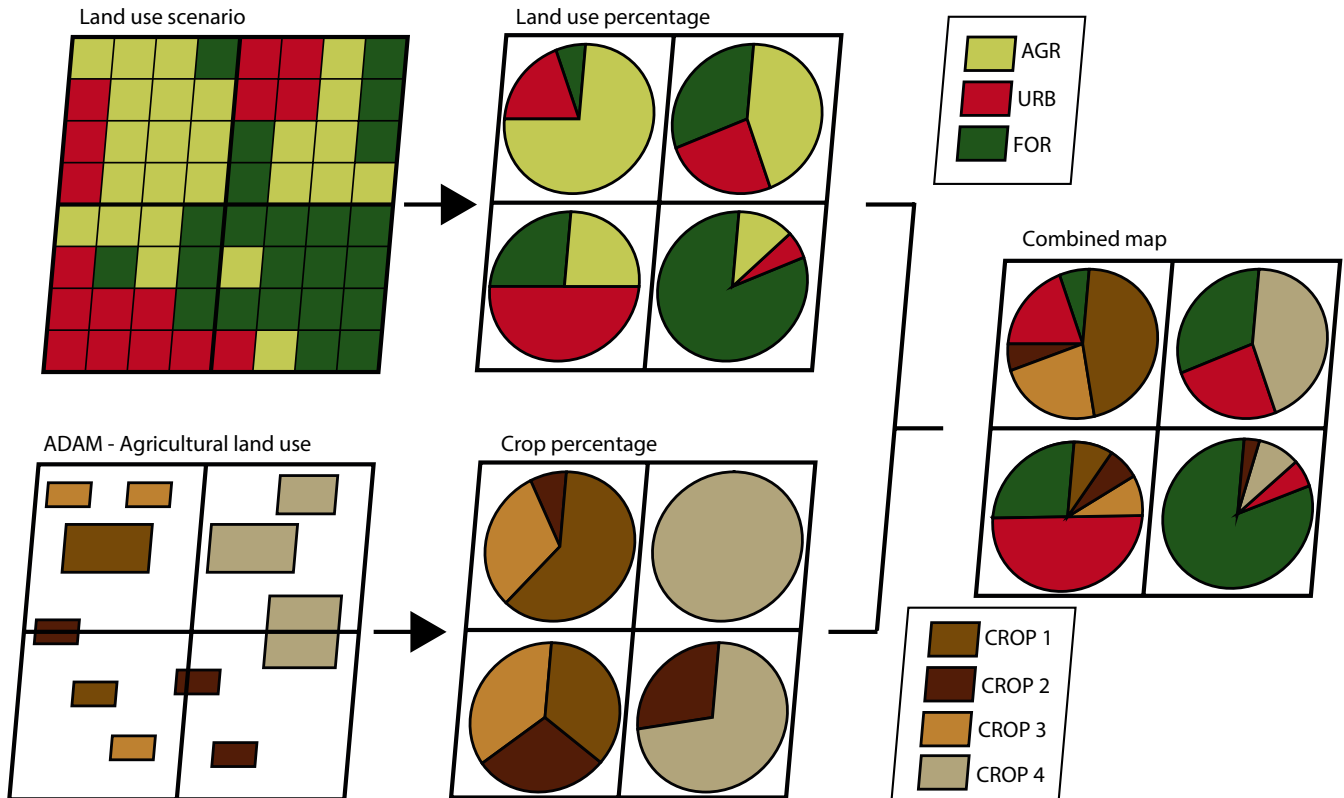 Land use scenario
Land use percentage
AGR
URB
FOR
Combined map
ADAM - Agricultural land use
Crop percentage
CROP 1
CROP 2
CROP 3
CROP 4